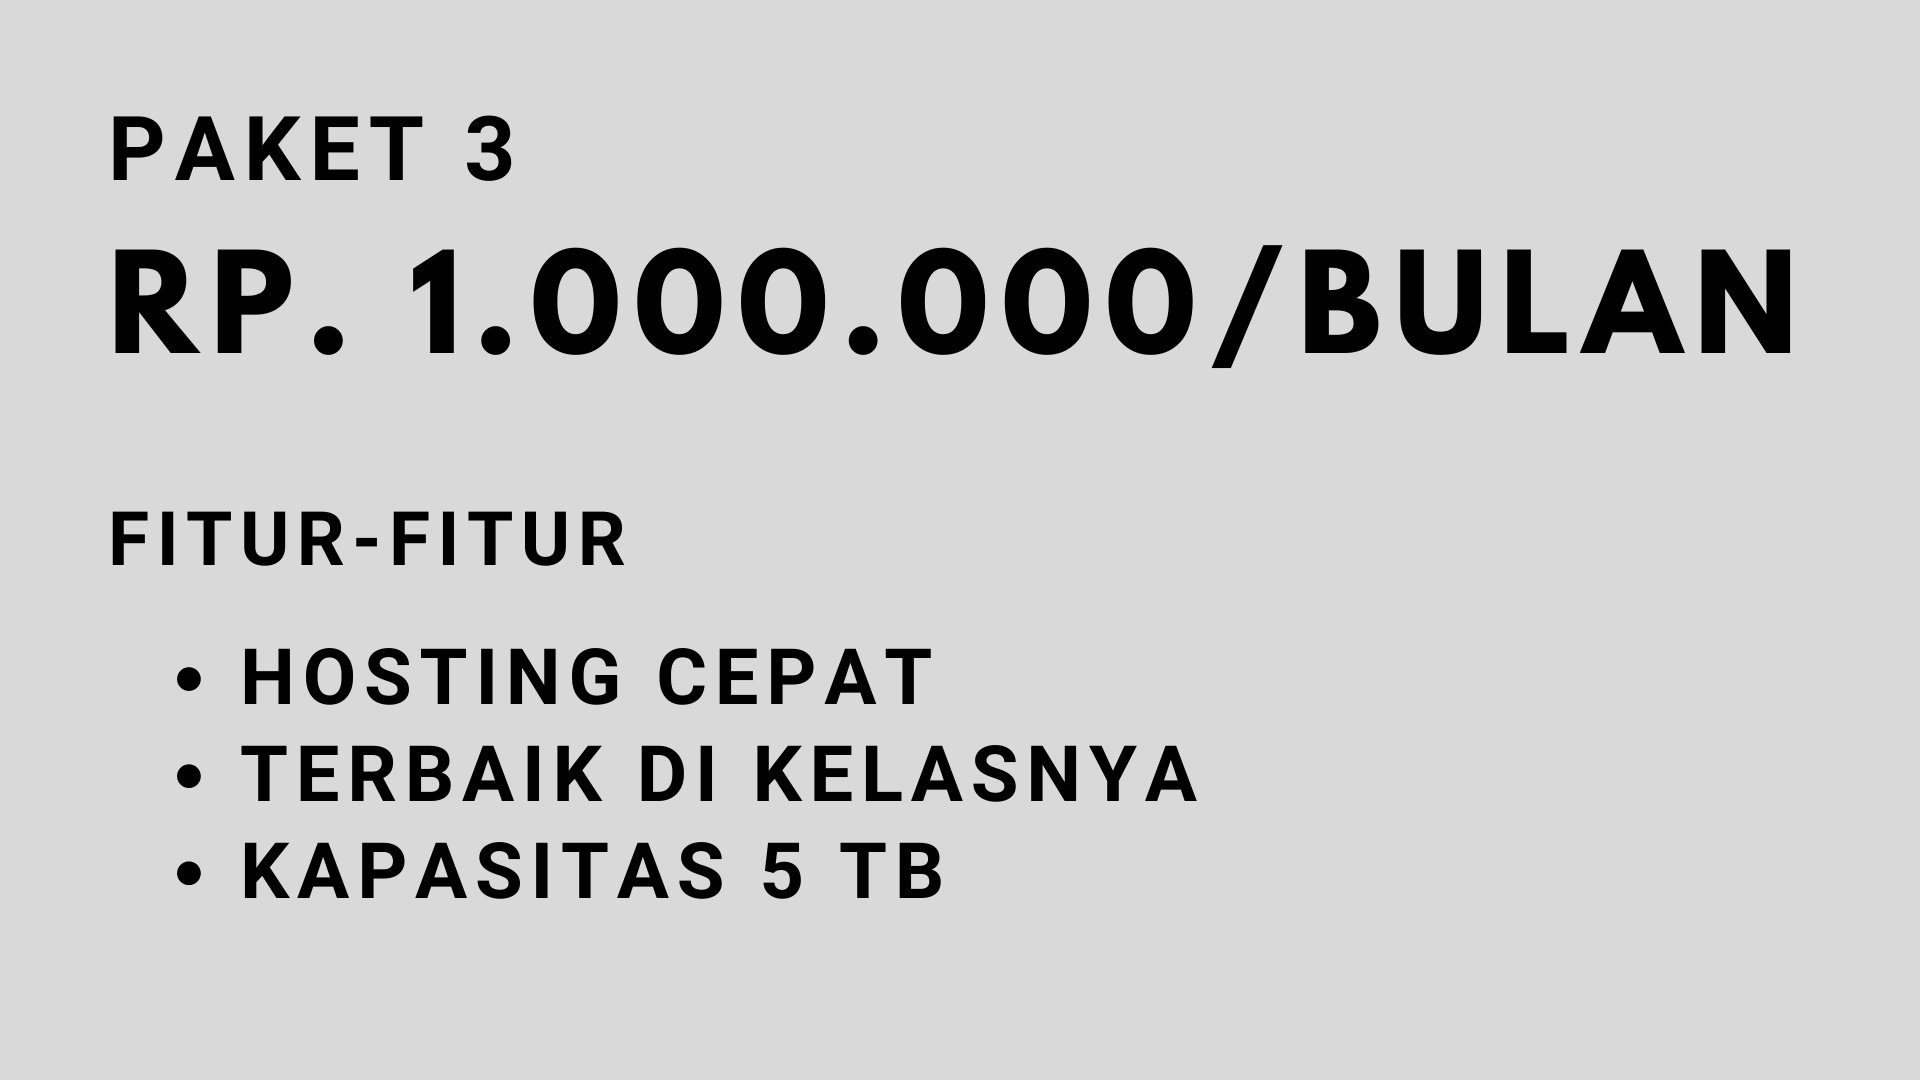 PAKET 3
RP. 1.000.000/BULAN
FITUR-FITUR
• HOSTING CEPAT
• TERBAIK DI KELASNYA
• KAPASITAS 5 TB